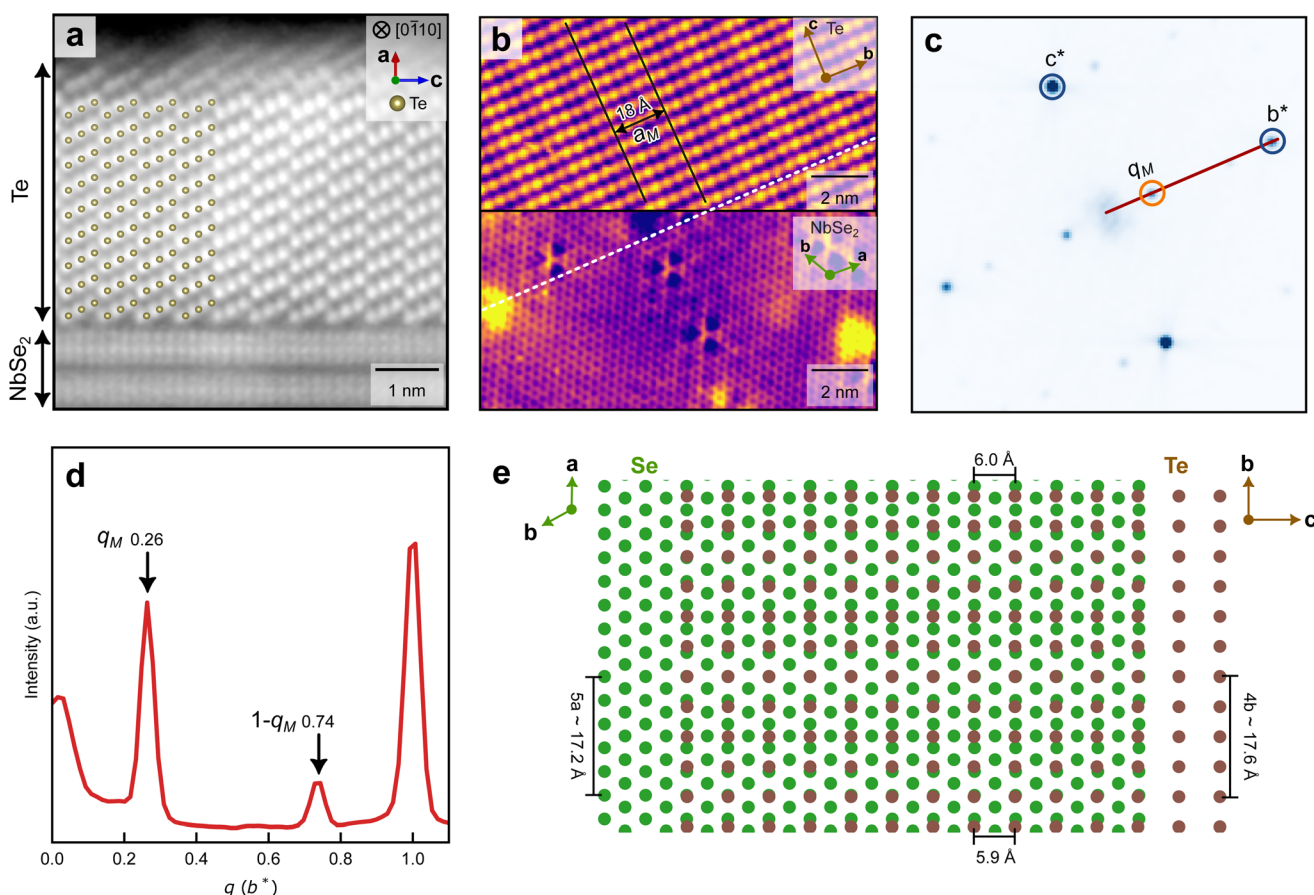 a
⊗ [01̄10]
a
c
Te
Te
NbSe₂
1 nm
b
Te
c
b
18 Å
a_M
2 nm
NbSe₂
b
a
2 nm
c
c*
b*
q_M
d
q_M 0.26
1-q_M 0.74
Intensity (a.u.)
0.0 0.2 0.4 0.6 0.8 1.0
q (b*)
e
a
b
Se
6.0 Å
Te
b
c
5a ~ 17.2 Å
4b ~ 17.6 Å
5.9 Å